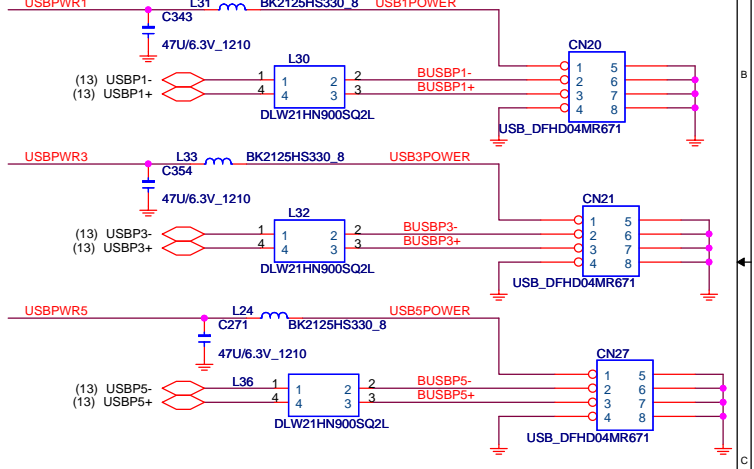 USBPWR1 L31 BK2125HS330_8 USB1POWER
C343
47U/6.3V_1210
L30
CN20
(13) USBP1- 1 1 2 2 BUSBP1-
(13) USBP1+ 4 4 3 3 BUSBP1+
DLW21HN900SQ2L
1 5
2 6
3 7
4 8
USB_DFHD04MR671
B
USBPWR3 L33 BK2125HS330_8 USB3POWER
C354
47U/6.3V_1210
L32
CN21
(13) USBP3- 1 1 2 2 BUSBP3-
(13) USBP3+ 4 4 3 3 BUSBP3+
DLW21HN900SQ2L
1 5
2 6
3 7
4 8
USB_DFHD04MR671
USBPWR5 L24 USB5POWER
C271 BK2125HS330_8
47U/6.3V_1210
CN27
(13) USBP5- L36 1 1 2 2 BUSBP5-
(13) USBP5+ 4 4 3 3 BUSBP5+
DLW21HN900SQ2L
1 5
2 6
3 7
4 8
USB_DFHD04MR671
C